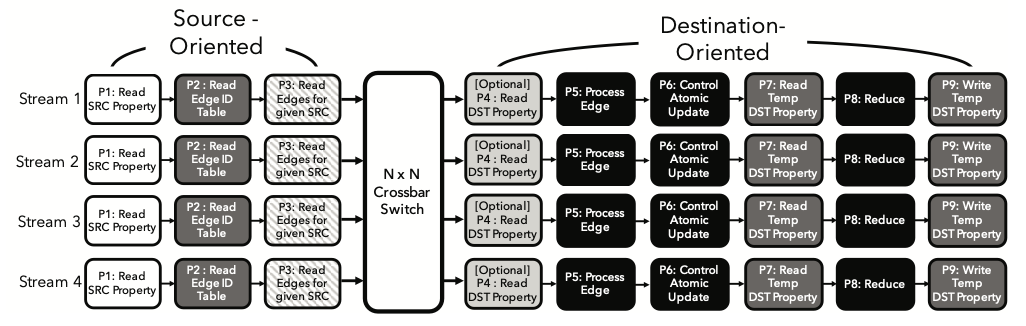 Source -
Oriented
Destination-
Oriented
Stream 1
P1: Read
SRC Property
P2 : Read
Edge ID
Table
P3: Read
Edges for
given SRC
[Optional]
P4 : Read
DST Property
P5: Process
Edge
P6: Control
Atomic
Update
P7: Read
Temp
DST Property
P8: Reduce
P9: Write
Temp
DST Property
Stream 2
P1: Read
SRC Property
P2 : Read
Edge ID
Table
P3: Read
Edges for
given SRC
[Optional]
P4 : Read
DST Property
P5: Process
Edge
P6: Control
Atomic
Update
P7: Read
Temp
DST Property
P8: Reduce
P9: Write
Temp
DST Property
N x N
Crossbar
Switch
Stream 3
P1: Read
SRC Property
P2 : Read
Edge ID
Table
P3: Read
Edges for
given SRC
[Optional]
P4 : Read
DST Property
P5: Process
Edge
P6: Control
Atomic
Update
P7: Read
Temp
DST Property
P8: Reduce
P9: Write
Temp
DST Property
Stream 4
P1: Read
SRC Property
P2 : Read
Edge ID
Table
P3: Read
Edges for
given SRC
[Optional]
P4 : Read
DST Property
P5: Process
Edge
P6: Control
Atomic
Update
P7: Read
Temp
DST Property
P8: Reduce
P9: Write
Temp
DST Property